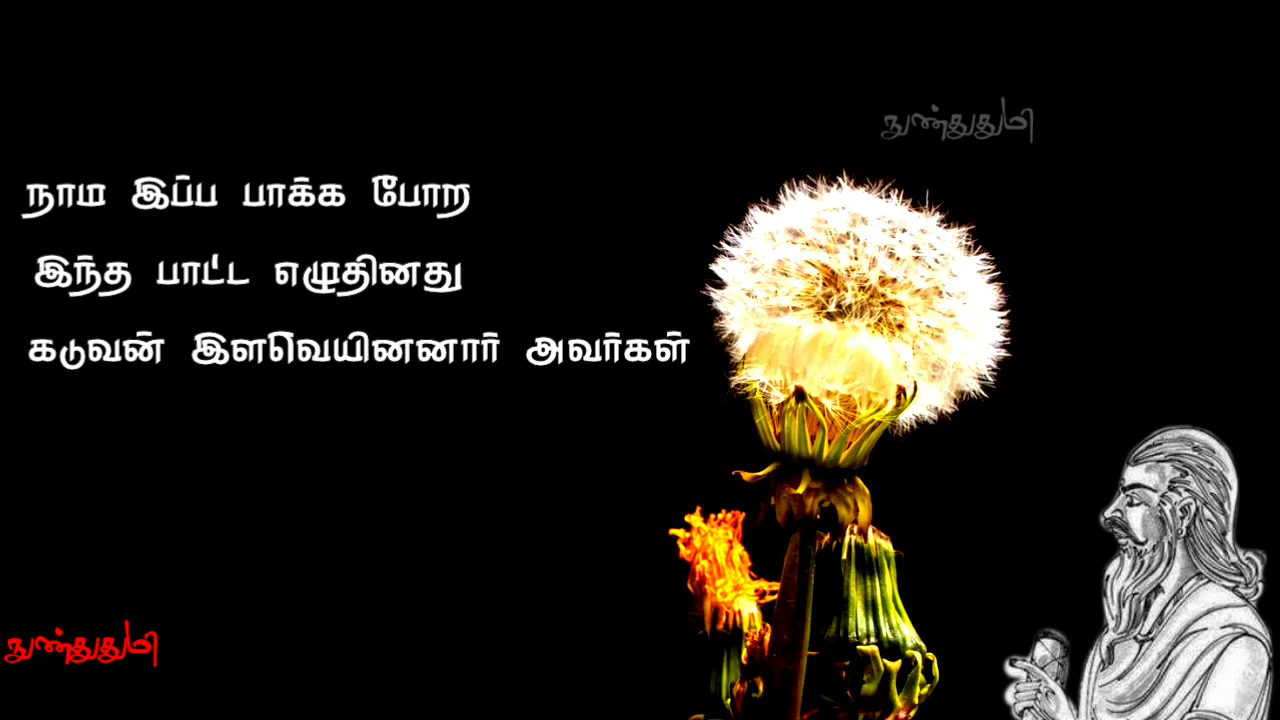 நுண்துதுமி
நாம இப்ப பாக்க போற
இந்த பாட்ட எழுதினது
கடுவன் இளவெயினனார் அவர்கள்
நுண்துதுமி